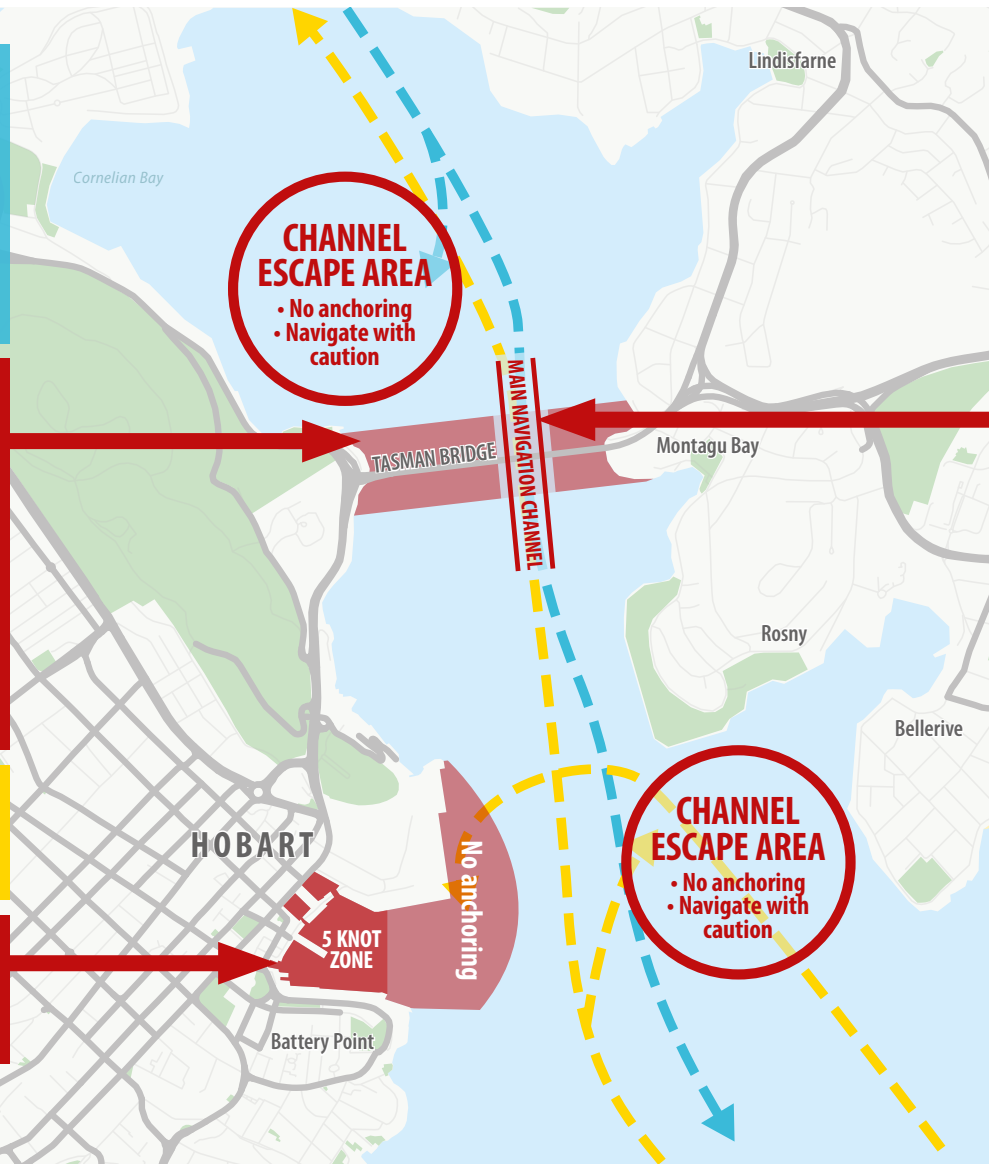 Lindisfarne
Cornelian Bay
CHANNEL
ESCAPE AREA
• No anchoring
• Navigate with
caution
MAIN NAVIGATION CHANNEL
TASMAN BRIDGE
Montagu Bay
Rosny
Bellerive
HOBART
No anchoring
CHANNEL
ESCAPE AREA
• No anchoring
• Navigate with
caution
5 KNOT
ZONE
Battery Point